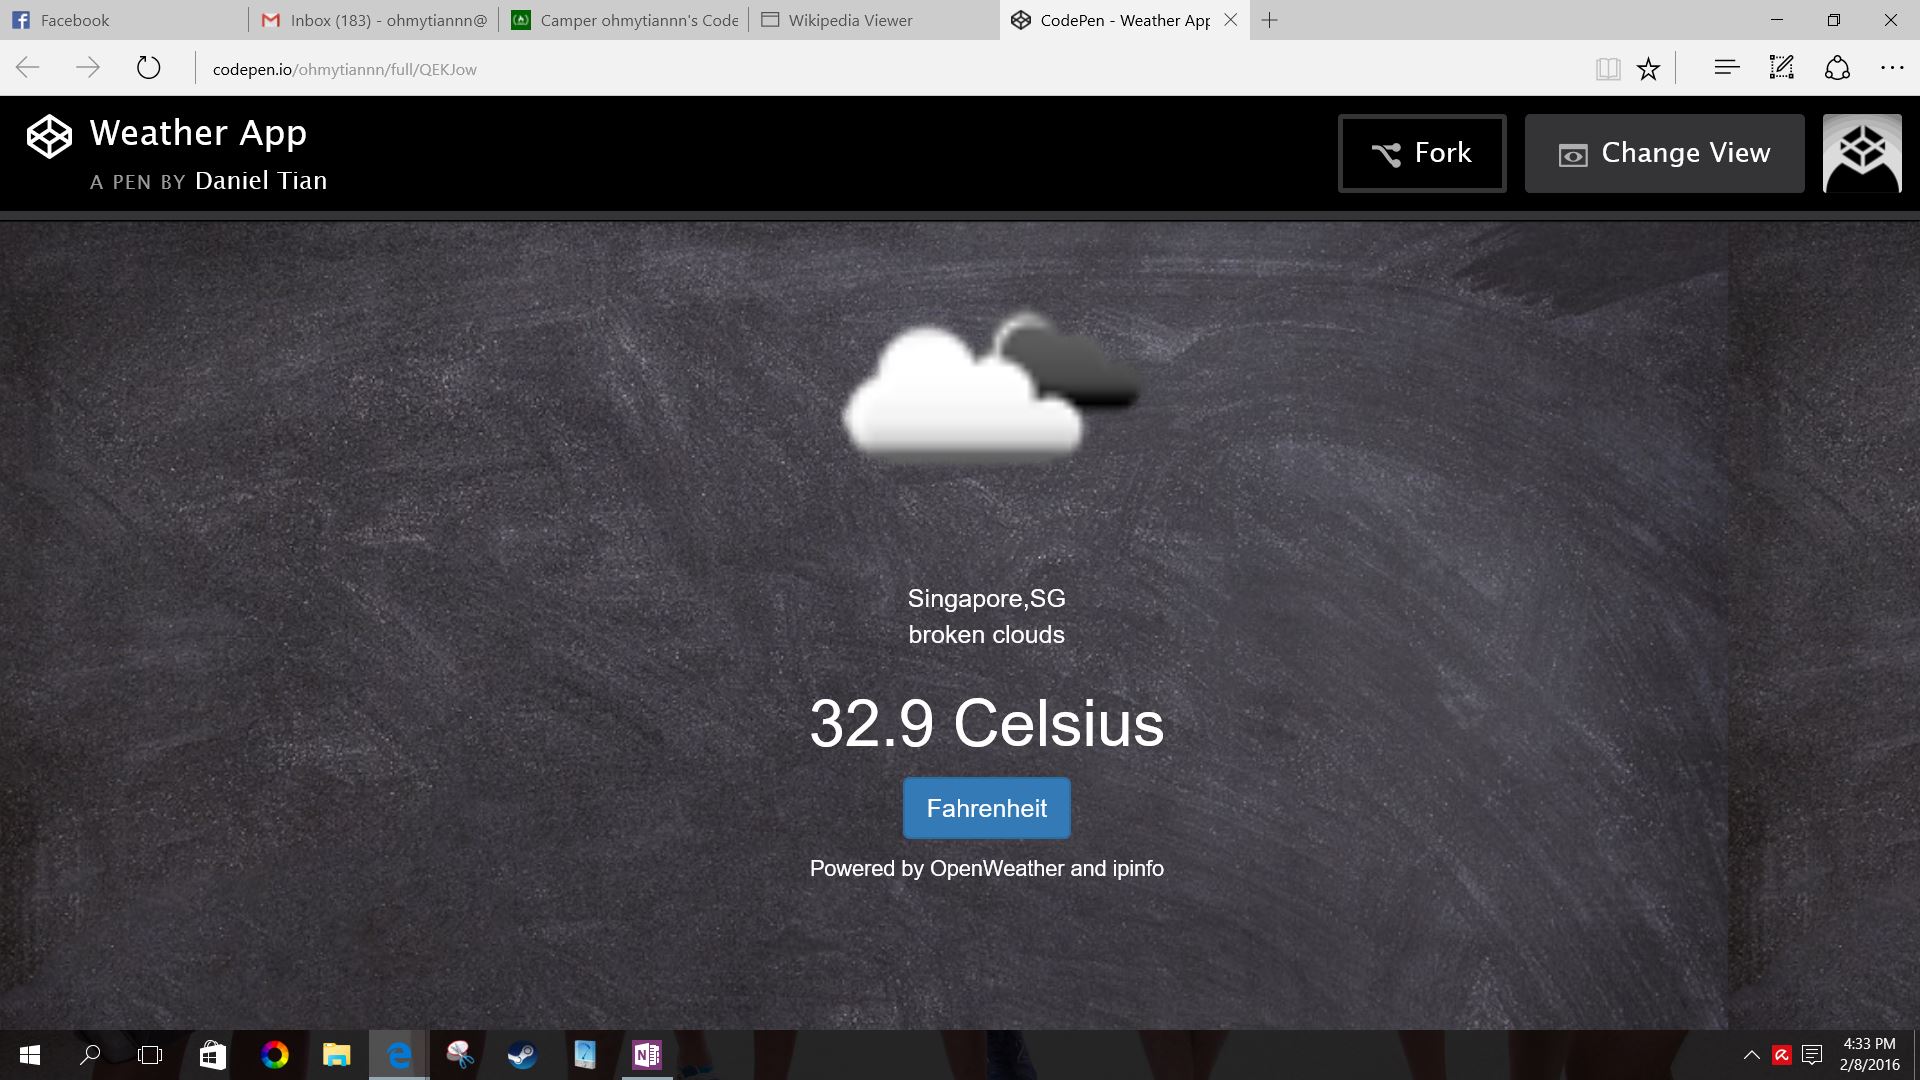 Facebook
Inbox (183) - ohmytiannn@
Camper ohmytiannn's Code
Wikipedia Viewer
CodePen - Weather App
codepen.io/ohmytiannn/full/QEKJow
Weather App
A PEN BY Daniel Tian
Fork
Change View
Singapore,SG
broken clouds
32.9 Celsius
Fahrenheit
Powered by OpenWeather and ipinfo
N
4:33 PM
2/8/2016